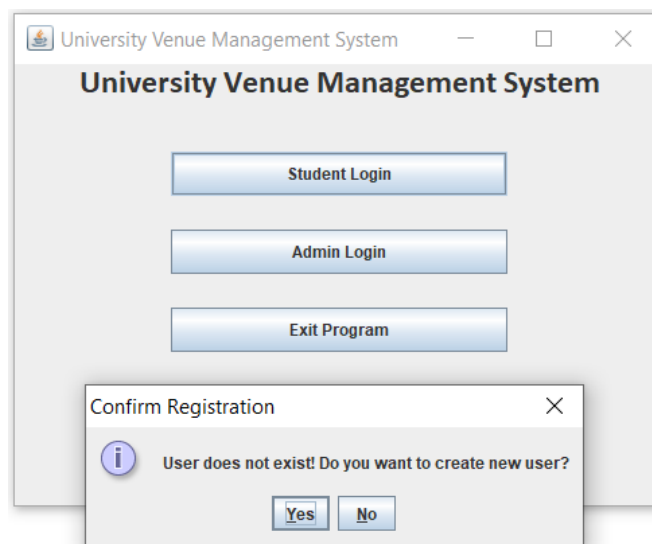 University Venue Management System
University Venue Management System
Student Login
Admin Login
Exit Program
Confirm Registration
User does not exist! Do you want to create new user?
Yes No